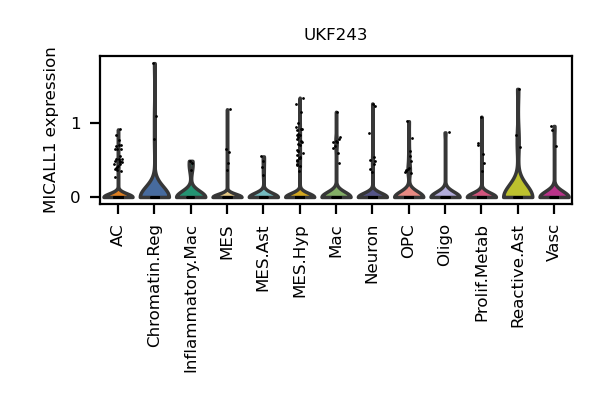 UKF243
MICALL1 expression
1
0
AC
Chromatin.Reg
Inflammatory.Mac
MES
MES.Ast
MES.Hyp
Mac
Neuron
OPC
Oligo
Prolif.Metab
Reactive.Ast
Vasc